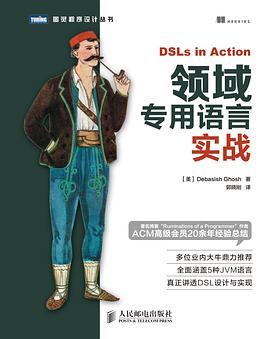 TURING 图灵程序设计丛书
MANNING
DSLs in Action
领域
专用语言
实战
[美] Debasish Ghosh 著
郭晓刚 译
著名博客“Ruminations of a Programmer”作者
ACM高级会员20余年经验总结
多位业内大牛鼎力推荐
全面涵盖5种JVM语言
真正讲透DSL设计与实现
人民邮电出版社
POSTS & TELECOM PRESS